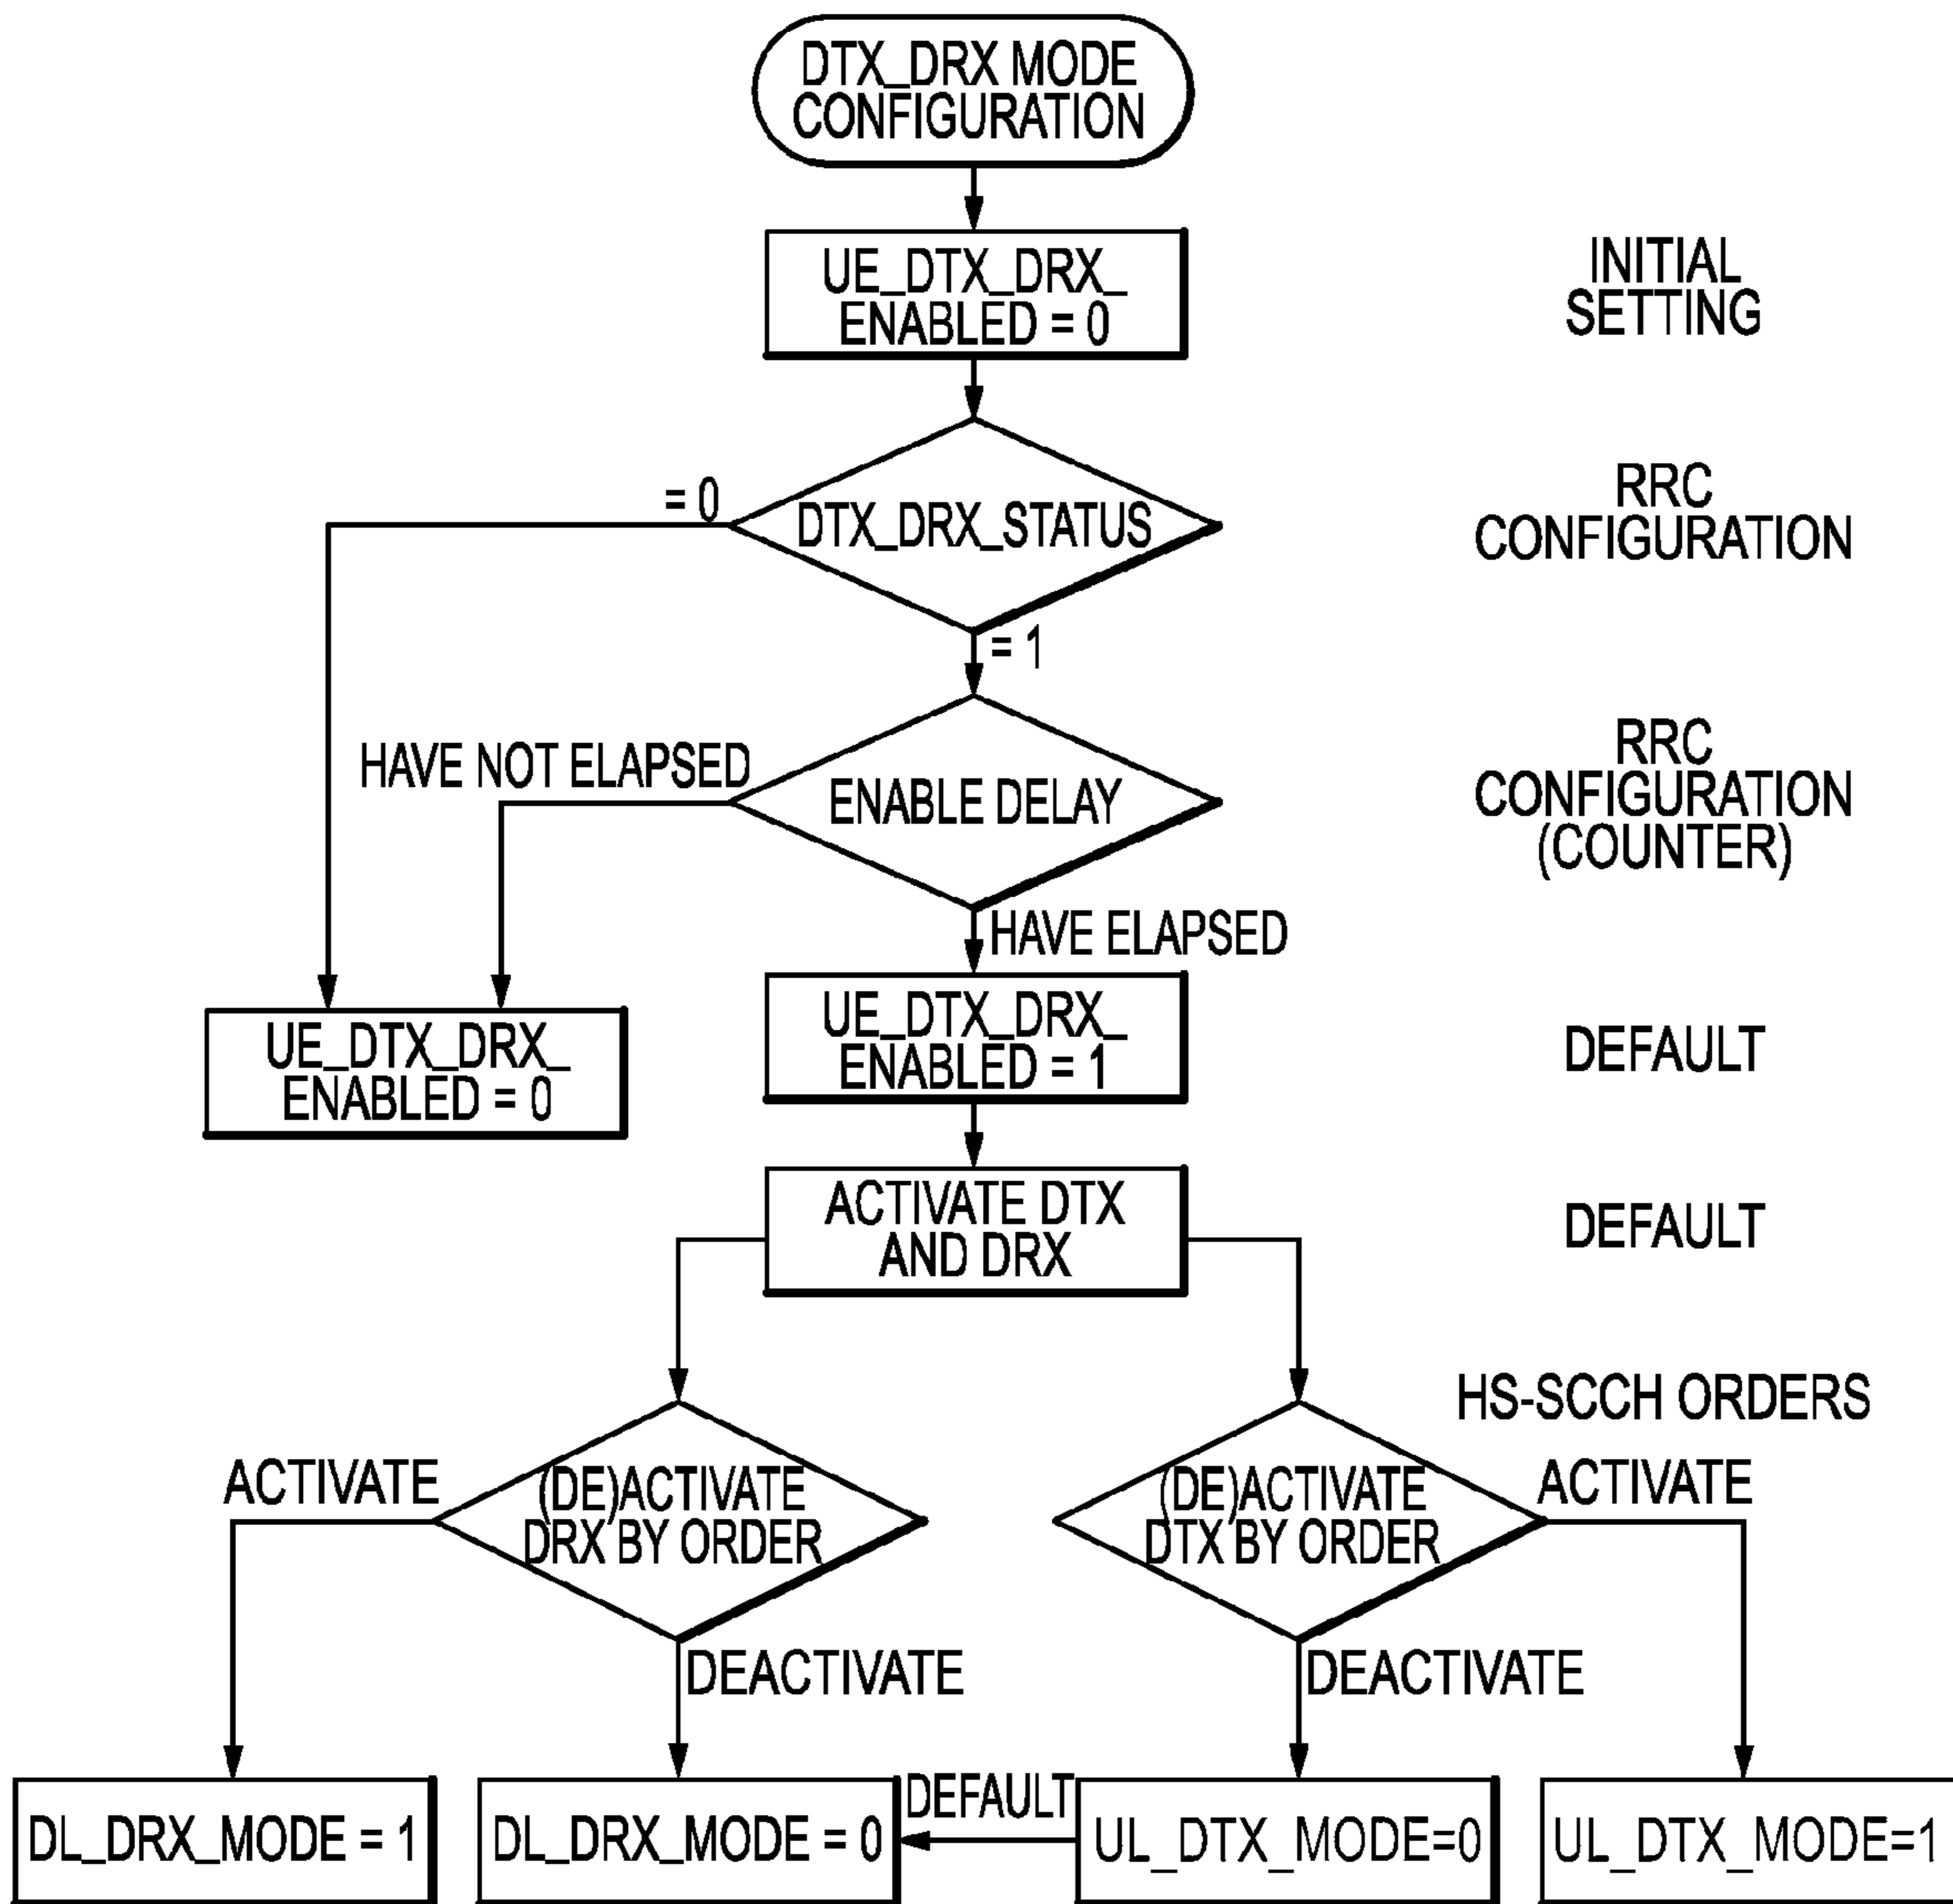 DTX_DRX MODE
CONFIGURATION
UE_DTX_DRX_
ENABLED = 0
INITIAL
SETTING
= 0
DTX_DRX_STATUS
RRC
CONFIGURATION
= 1
HAVE NOT ELAPSED
ENABLE DELAY
RRC
CONFIGURATION
(COUNTER)
HAVE ELAPSED
UE_DTX_DRX_
ENABLED = 0
UE_DTX_DRX_
ENABLED = 1
DEFAULT
ACTIVATE DTX
AND DRX
DEFAULT
HS-SCCH ORDERS
ACTIVATE
(DE)ACTIVATE
DRX BY ORDER
(DE)ACTIVATE
DTX BY ORDER
ACTIVATE
DEACTIVATE
DEACTIVATE
DL_DRX_MODE = 1
DL_DRX_MODE = 0
DEFAULT
UL_DTX_MODE=0
UL_DTX_MODE=1